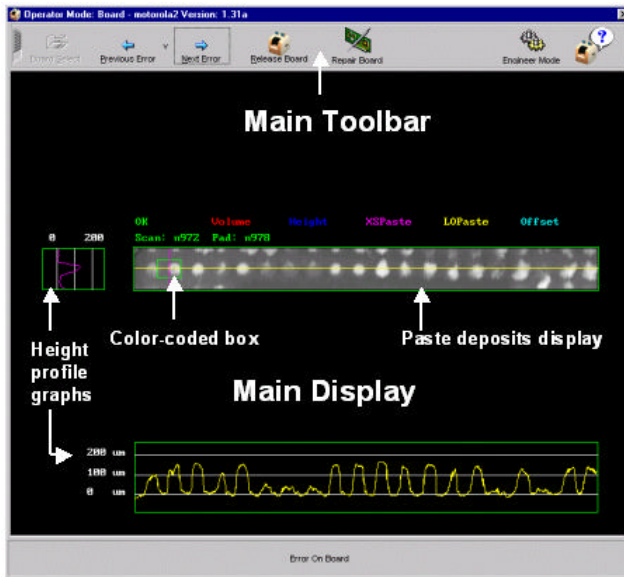 Operator Mode: Board - motorola2 Version: 1.31a
Board Select
Previous Error
Next Error
Release Board
Repair Board
Engineer Mode
Main Toolbar
OK Volume Height XSPaste LOPaste Offset
0 200
Scan: n972 Pad: n978
Color-coded box
Paste deposits display
Height
profile
graphs
Main Display
200 um
100 um
0 um
Error On Board